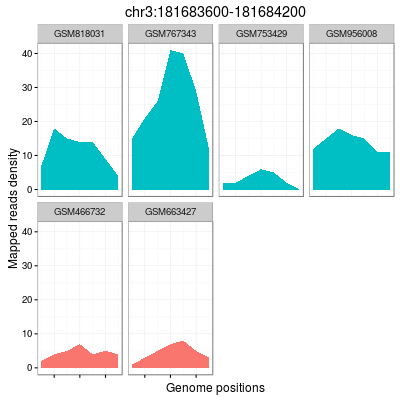 chr3:181683600-181684200
GSM818031 GSM767343 GSM753429 GSM956008
40
30
20
10
0
GSM466732 GSM663427
40
30
20
10
0
Mapped reads density
Genome positions